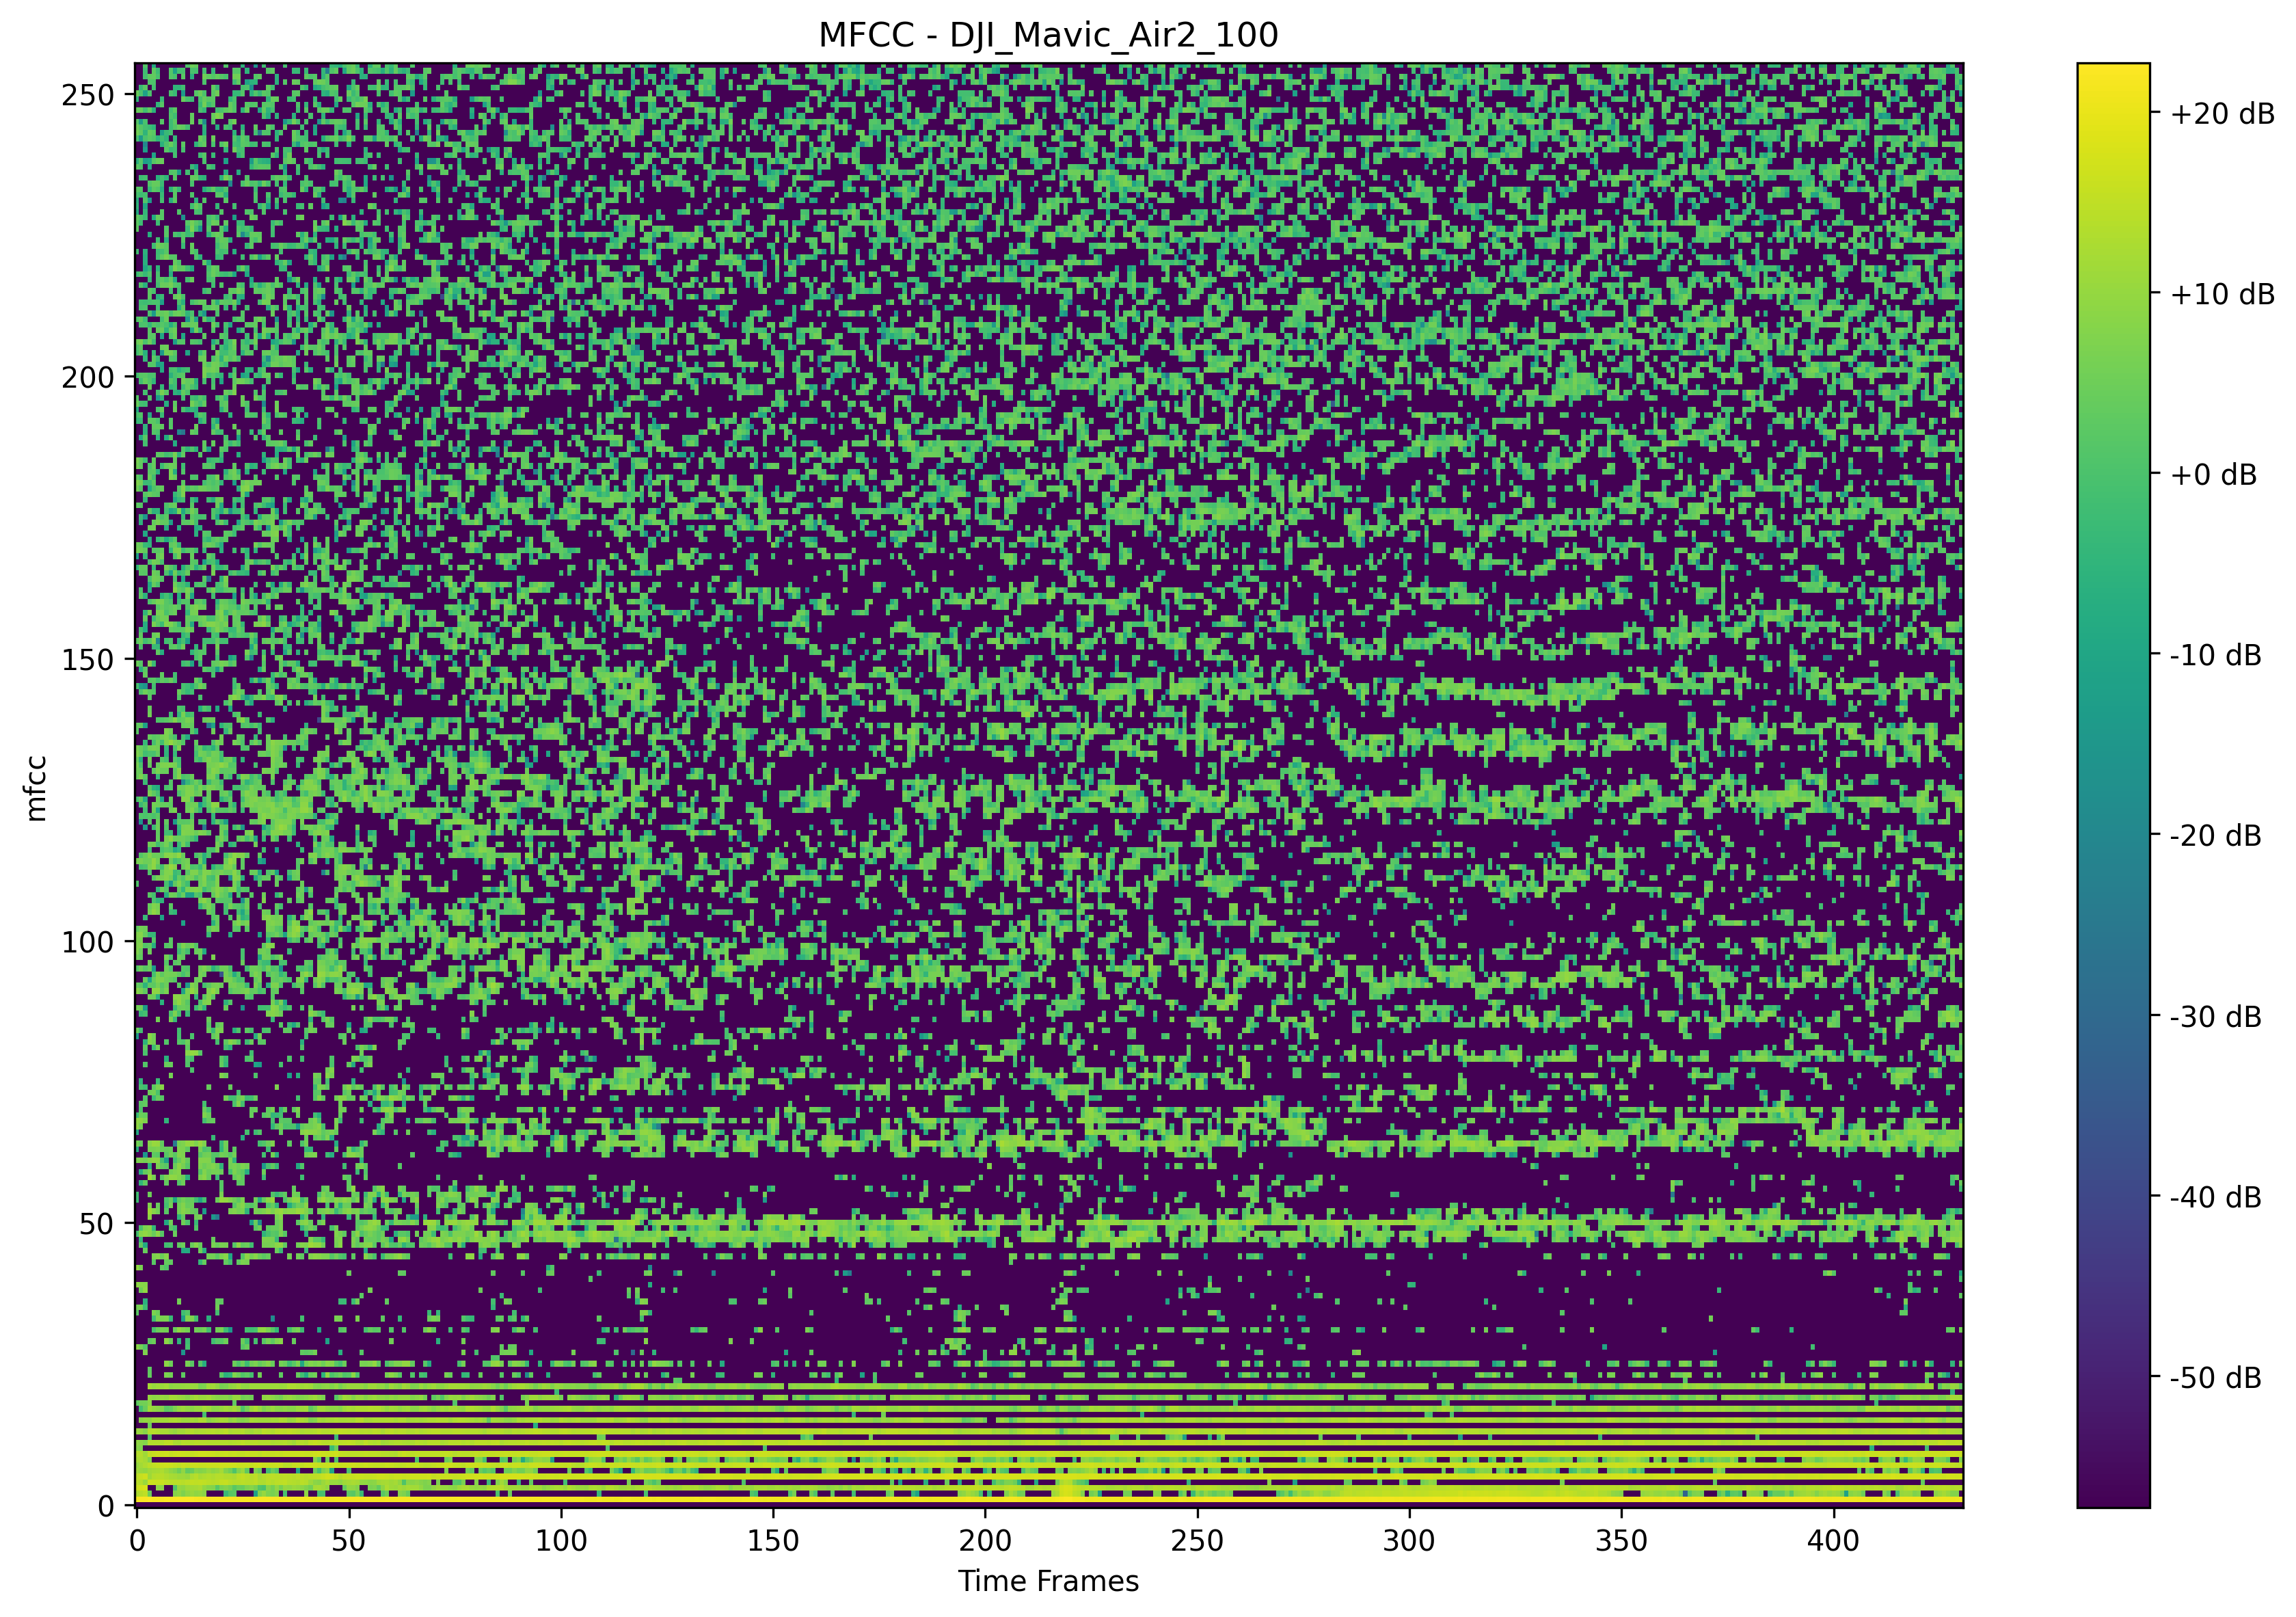 MFCC - DJI_Mavic_Air2_100
250
200
150
100
50
0
mfcc
0 50 100 150 200 250 300 350 400
Time Frames
+20 dB
+10 dB
+0 dB
-10 dB
-20 dB
-30 dB
-40 dB
-50 dB